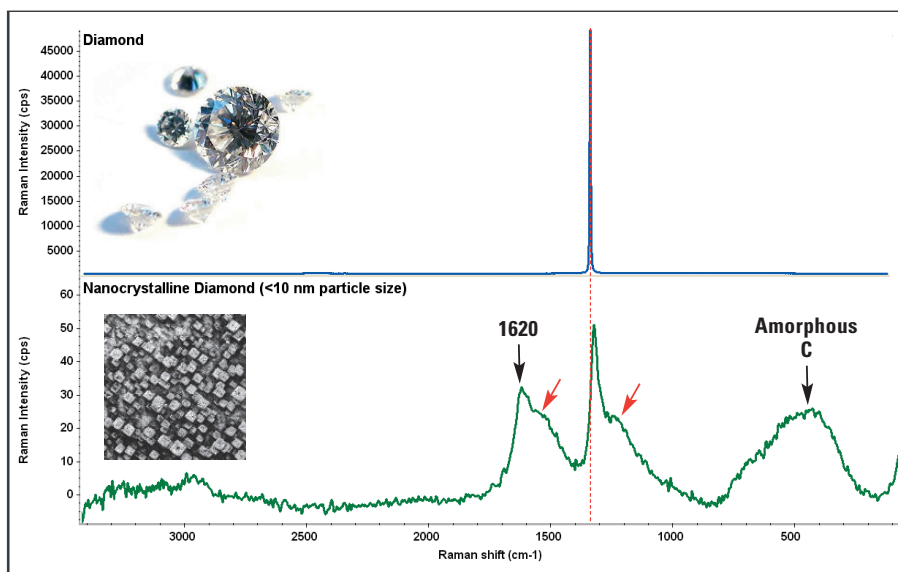 Diamond
45000
40000
35000
30000
25000
20000
15000
10000
5000
Raman Intensity (cps)
Nanocrystalline Diamond (<10 nm particle size)
60
50
40
30
20
10
0
Raman Intensity (cps)
1620
Amorphous
C
3000 2500 2000 1500 1000 500
Raman shift (cm-1)